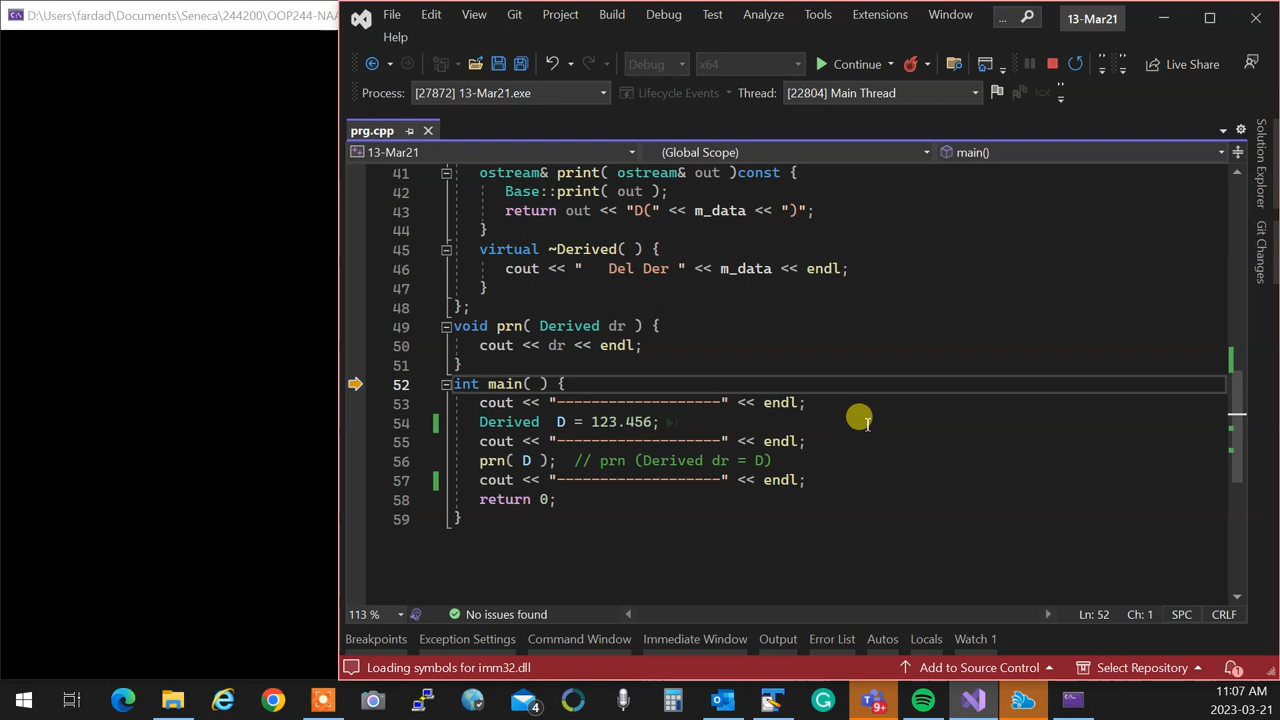 D:\Users\fardad\Documents\Seneca\244200\OOP244-NAA
File Edit View Git Project Build Debug Test Analyze Tools Extensions Window
... 13-Mar21
Help
Debug x64 Continue Live Share
Process: [27872] 13-Mar21.exe Lifecycle Events Thread: [22804] Main Thread
prg.cpp
13-Mar21 (Global Scope) main()
41 ostream& print( ostream& out )const {
42 Base::print( out );
43 return out << "D(" << m_data << ")";
44 }
45 virtual ~Derived( ) {
46 cout << "   Del Der " << m_data << endl;
47 }
48 };
49 void prn( Derived dr ) {
50 cout << dr << endl;
51 }
52 int main( ) {
53 cout << "-------------------" << endl;
54 Derived  D = 123.456;
55 cout << "-------------------" << endl;
56 prn( D );  // prn (Derived dr = D)
57 cout << "-------------------" << endl;
58 return 0;
59 }
Solution Explorer
Git Changes
113 % No issues found Ln: 52 Ch: 1 SPC CRLF
Breakpoints Exception Settings Command Window Immediate Window Output Error List Autos Locals Watch 1
Loading symbols for imm32.dll Add to Source Control Select Repository 1
4 9+ 11:07 AM
2023-03-21